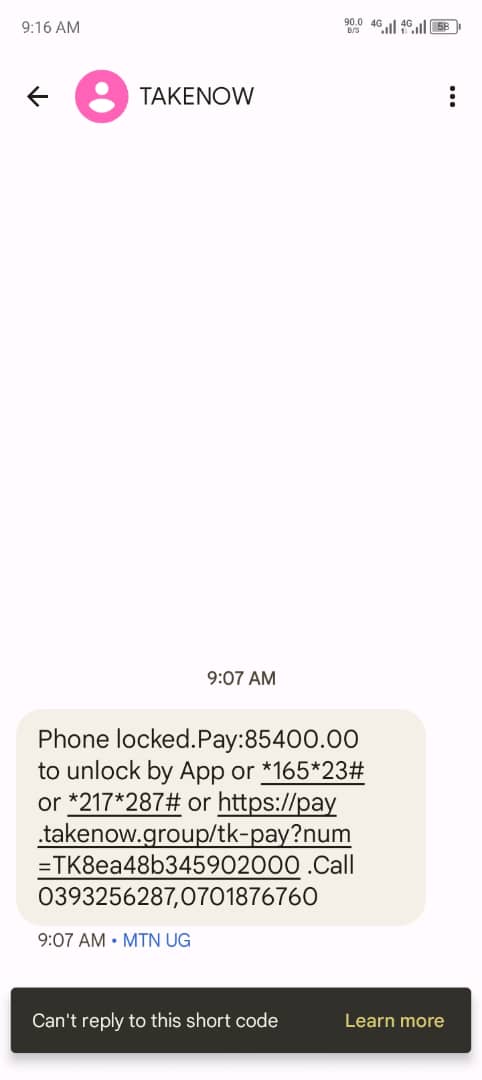 9:16 AM
90.0 B/S 4G 4G 58
TAKENOW
9:07 AM
Phone locked.Pay:85400.00
to unlock by App or *165*23#
or *217*287# or https://pay
.takenow.group/tk-pay?num
=TK8ea48b345902000 .Call
0393256287,0701876760
9:07 AM • MTN UG
Can't reply to this short code Learn more